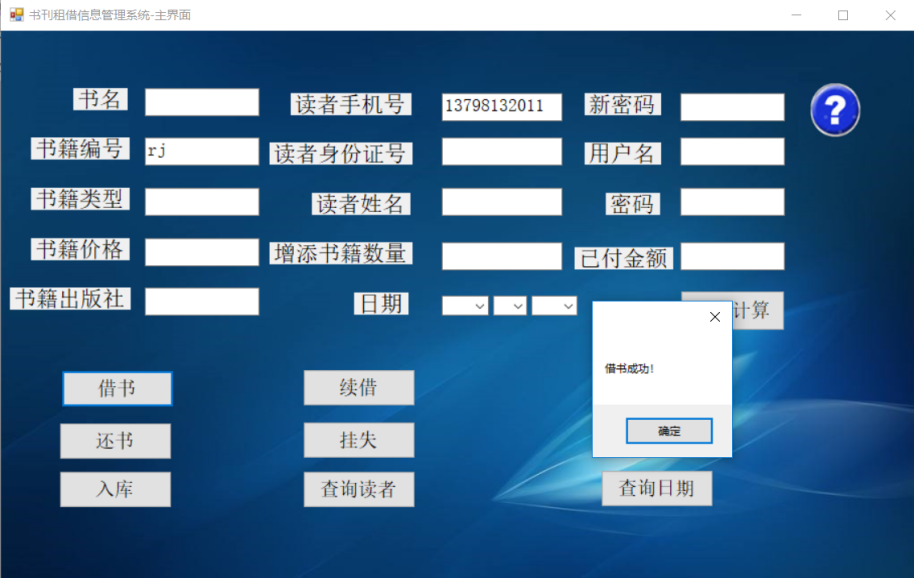 书刊租借信息管理系统-主界面
书名 读者手机号 13798132011 新密码 ?
书籍编号 rj 读者身份证号 用户名
书籍类型 读者姓名 密码
书籍价格 增添书籍数量 已付金额
书籍出版社 日期 计算
借书成功!
借书 续借
确定
还书 挂失
入库 查询读者 查询日期